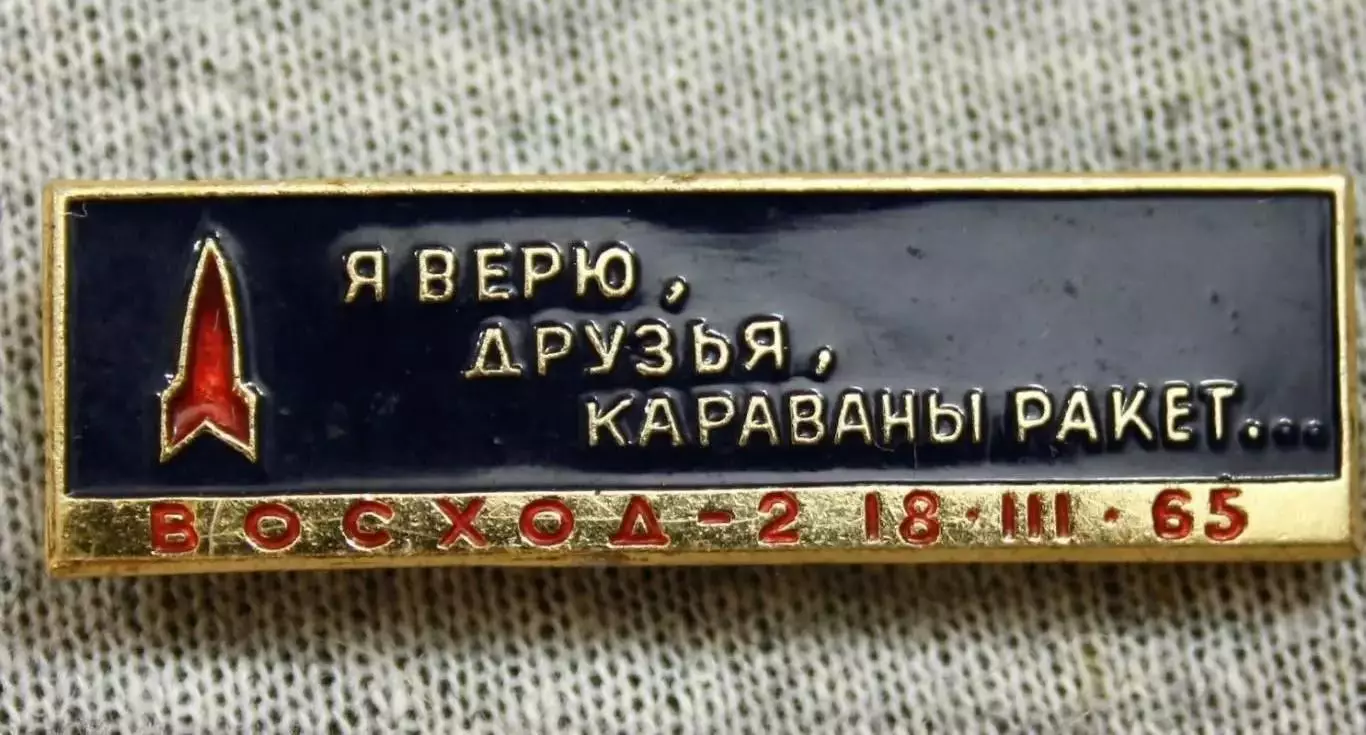 Я ВЕРЮ,
ДРУЗЬЯ,
КАРАВАНЫ РАКЕТ...
ВОСХОД-2 18·III·65